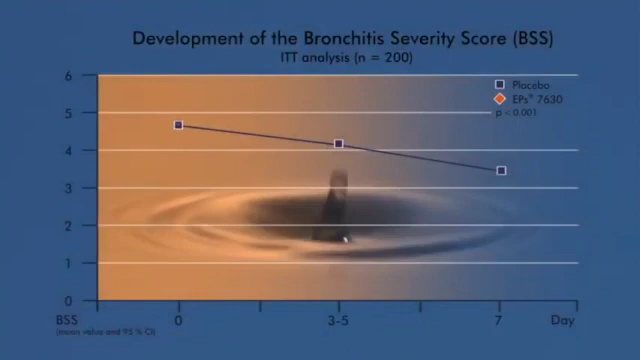 Development of the Bronchitis Severity Score (BSS)
ITT analysis (n = 200)
6
Placebo
EPs® 7630
5
p < 0.001
4
3
2
1
0
BSS
0
3-5
7
Day
(mean value and 95 % CI)